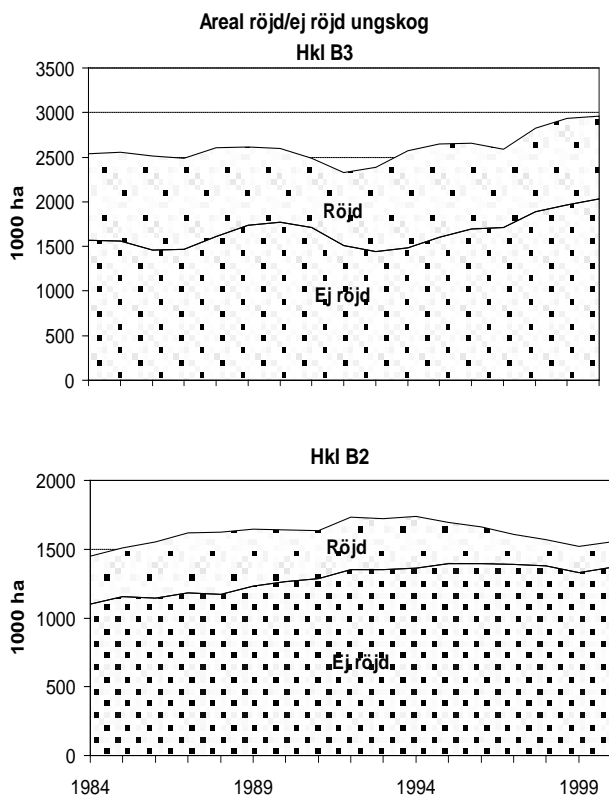 Areal röjd/ej röjd ungskog
Hkl B3
3500
3000
2500
2000
1500
1000
500
0
1000 ha
Röjd
Ej röjd
Hkl B2
2000
1500
1000
500
0
1000 ha
Röjd
Ej röjd
1984 1989 1994 1999